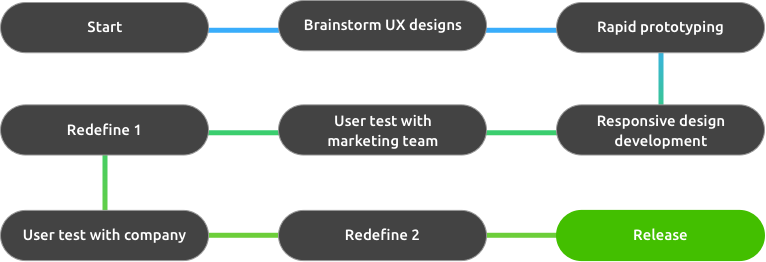 Start
Brainstorm UX designs
Rapid prototyping
Redefine 1
User test with
marketing team
Responsive design
development
User test with company
Redefine 2
Release